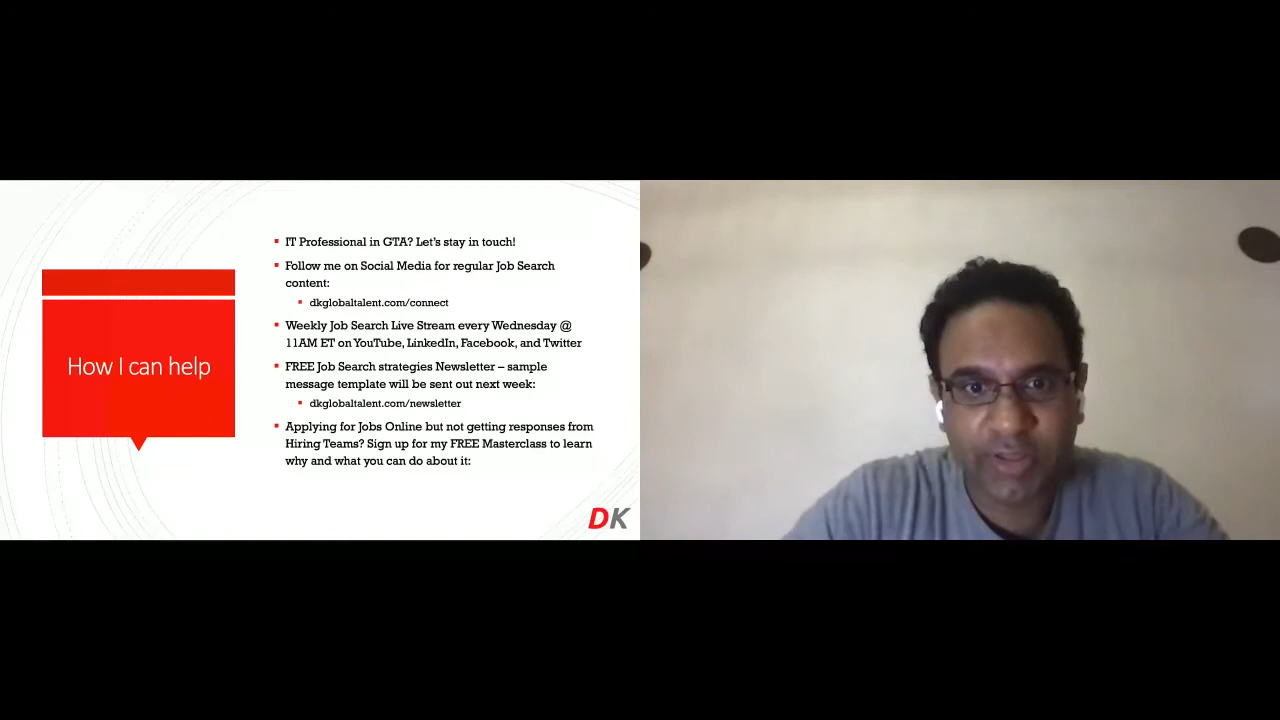 How I can help
IT Professional in GTA? Let's stay in touch!
Follow me on Social Media for regular Job Search
content:
dkglobaltalent.com/connect
Weekly Job Search Live Stream every Wednesday @
11AM ET on YouTube, LinkedIn, Facebook, and Twitter
FREE Job Search strategies Newsletter – sample
message template will be sent out next week:
dkglobaltalent.com/newsletter
Applying for Jobs Online but not getting responses from
Hiring Teams? Sign up for my FREE Masterclass to learn
why and what you can do about it:
DK